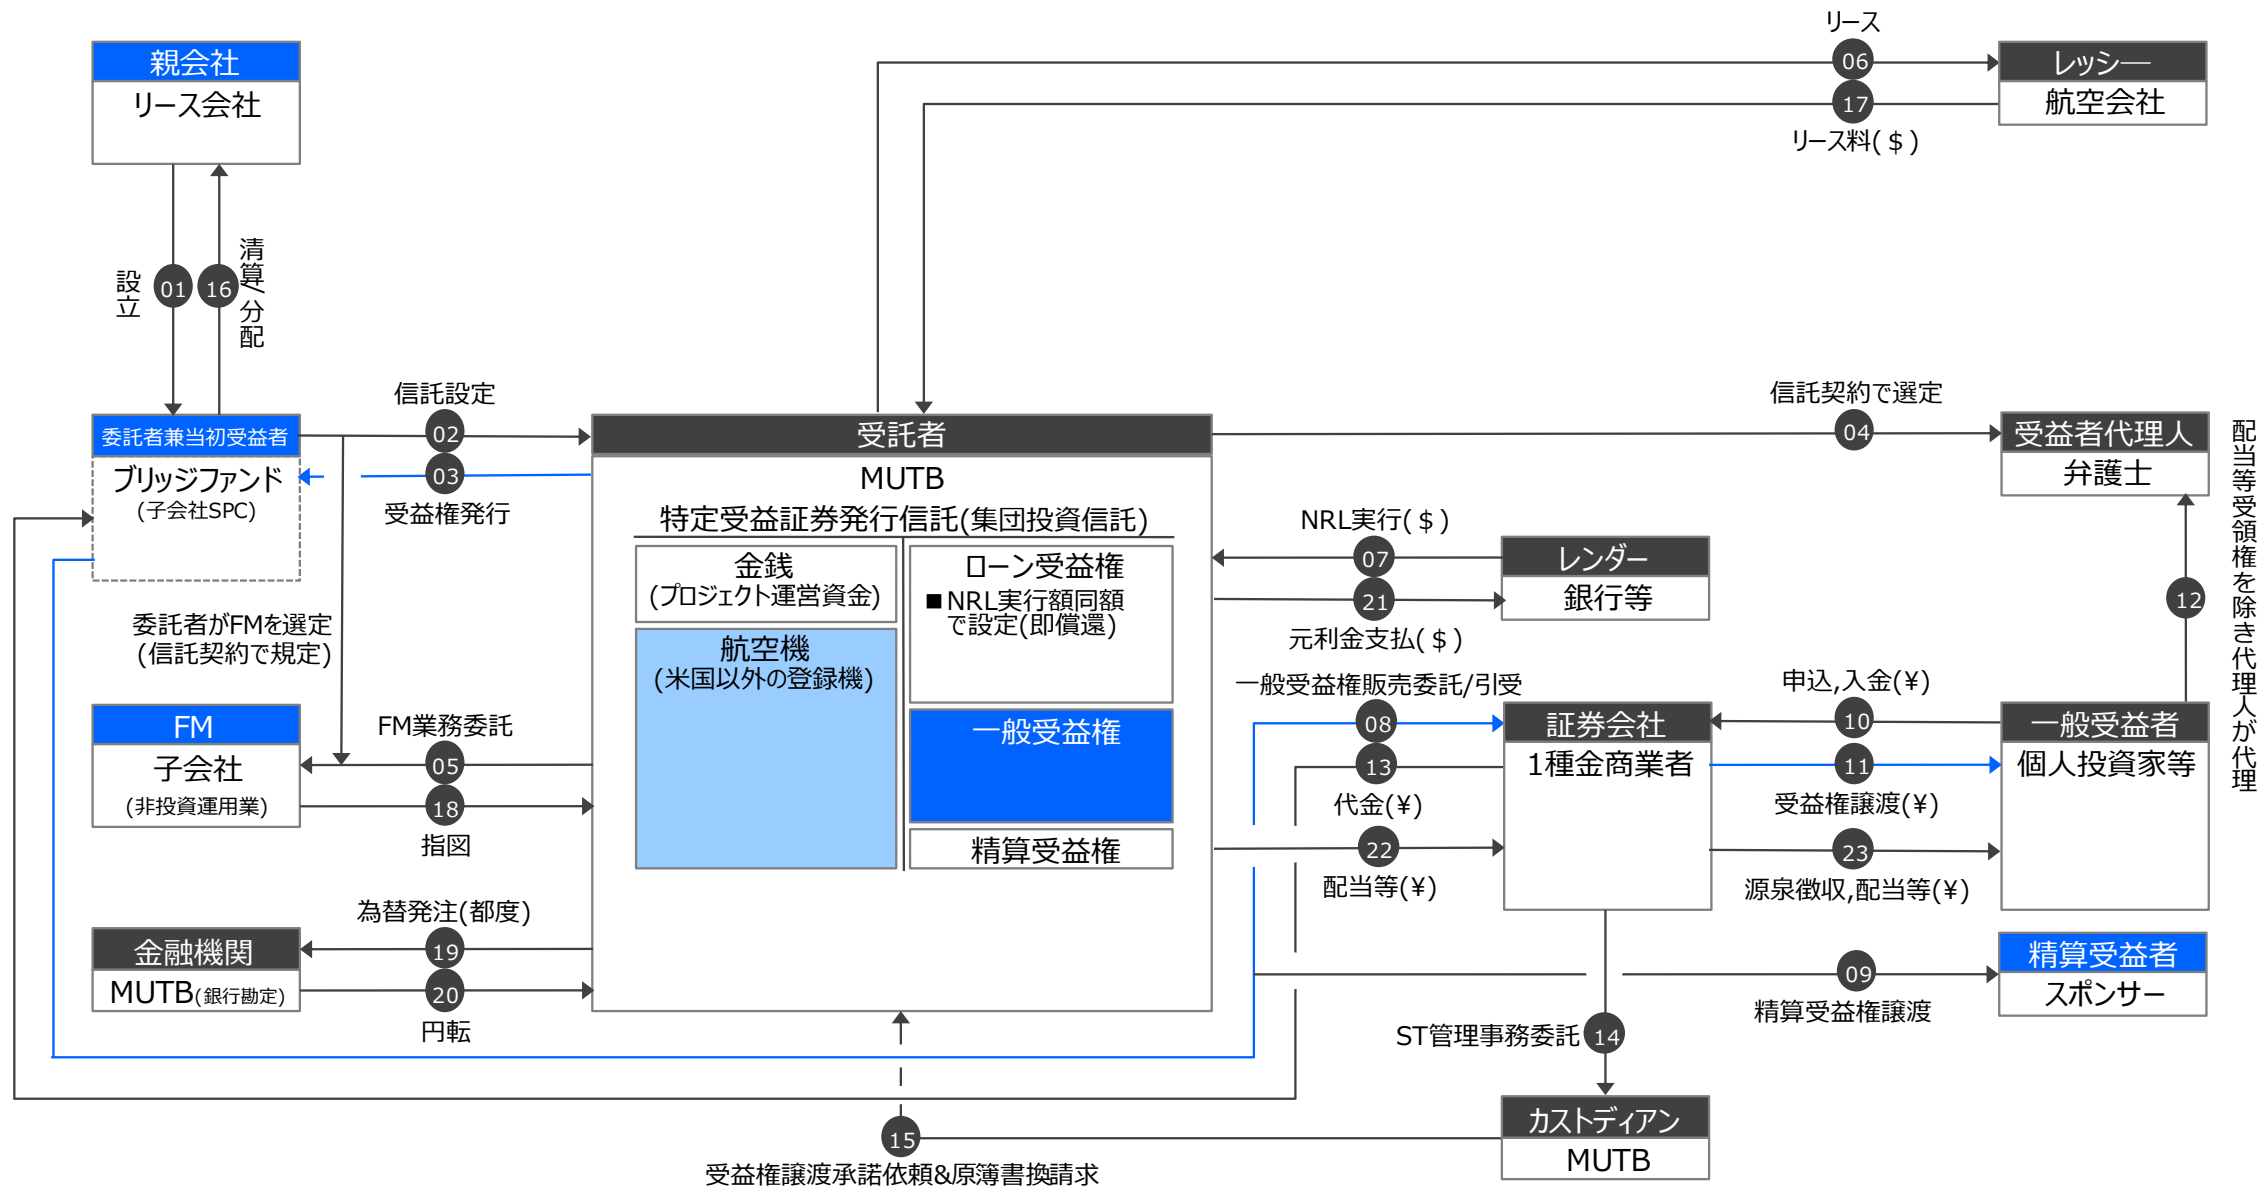 リース
06
17
リース料(＄)
親会社
リース会社
レッシー
航空会社
設立
01
16
清算/分配
信託設定
02
03
受益権発行
信託契約で選定
04
委託者兼当初受益者
ブリッジファンド
(子会社SPC)
受託者
MUTB
特定受益証券発行信託(集団投資信託)
金銭
(プロジェクト運営資金)
航空機
(米国以外の登録機)
ローン受益権
■NRL実行額同額
で設定(即償還)
一般受益権
精算受益権
受益者代理人
弁護士
配当等受領権を除き代理人が代理
12
NRL実行(＄)
07
21
元利金支払(＄)
レンダー
銀行等
委託者がFMを選定
(信託契約で規定)
FM
子会社
(非投資運用業)
FM業務委託
05
18
指図
一般受益権販売委託/引受
08
13
代金(¥)
22
配当等(¥)
証券会社
1種金商業者
申込,入金(¥)
10
11
受益権譲渡(¥)
23
源泉徴収,配当等(¥)
一般受益者
個人投資家等
為替発注(都度)
19
20
円転
金融機関
MUTB(銀行勘定)
09
精算受益権譲渡
精算受益者
スポンサー
ST管理事務委託
14
カストディアン
MUTB
15
受益権譲渡承諾依頼&原簿書換請求